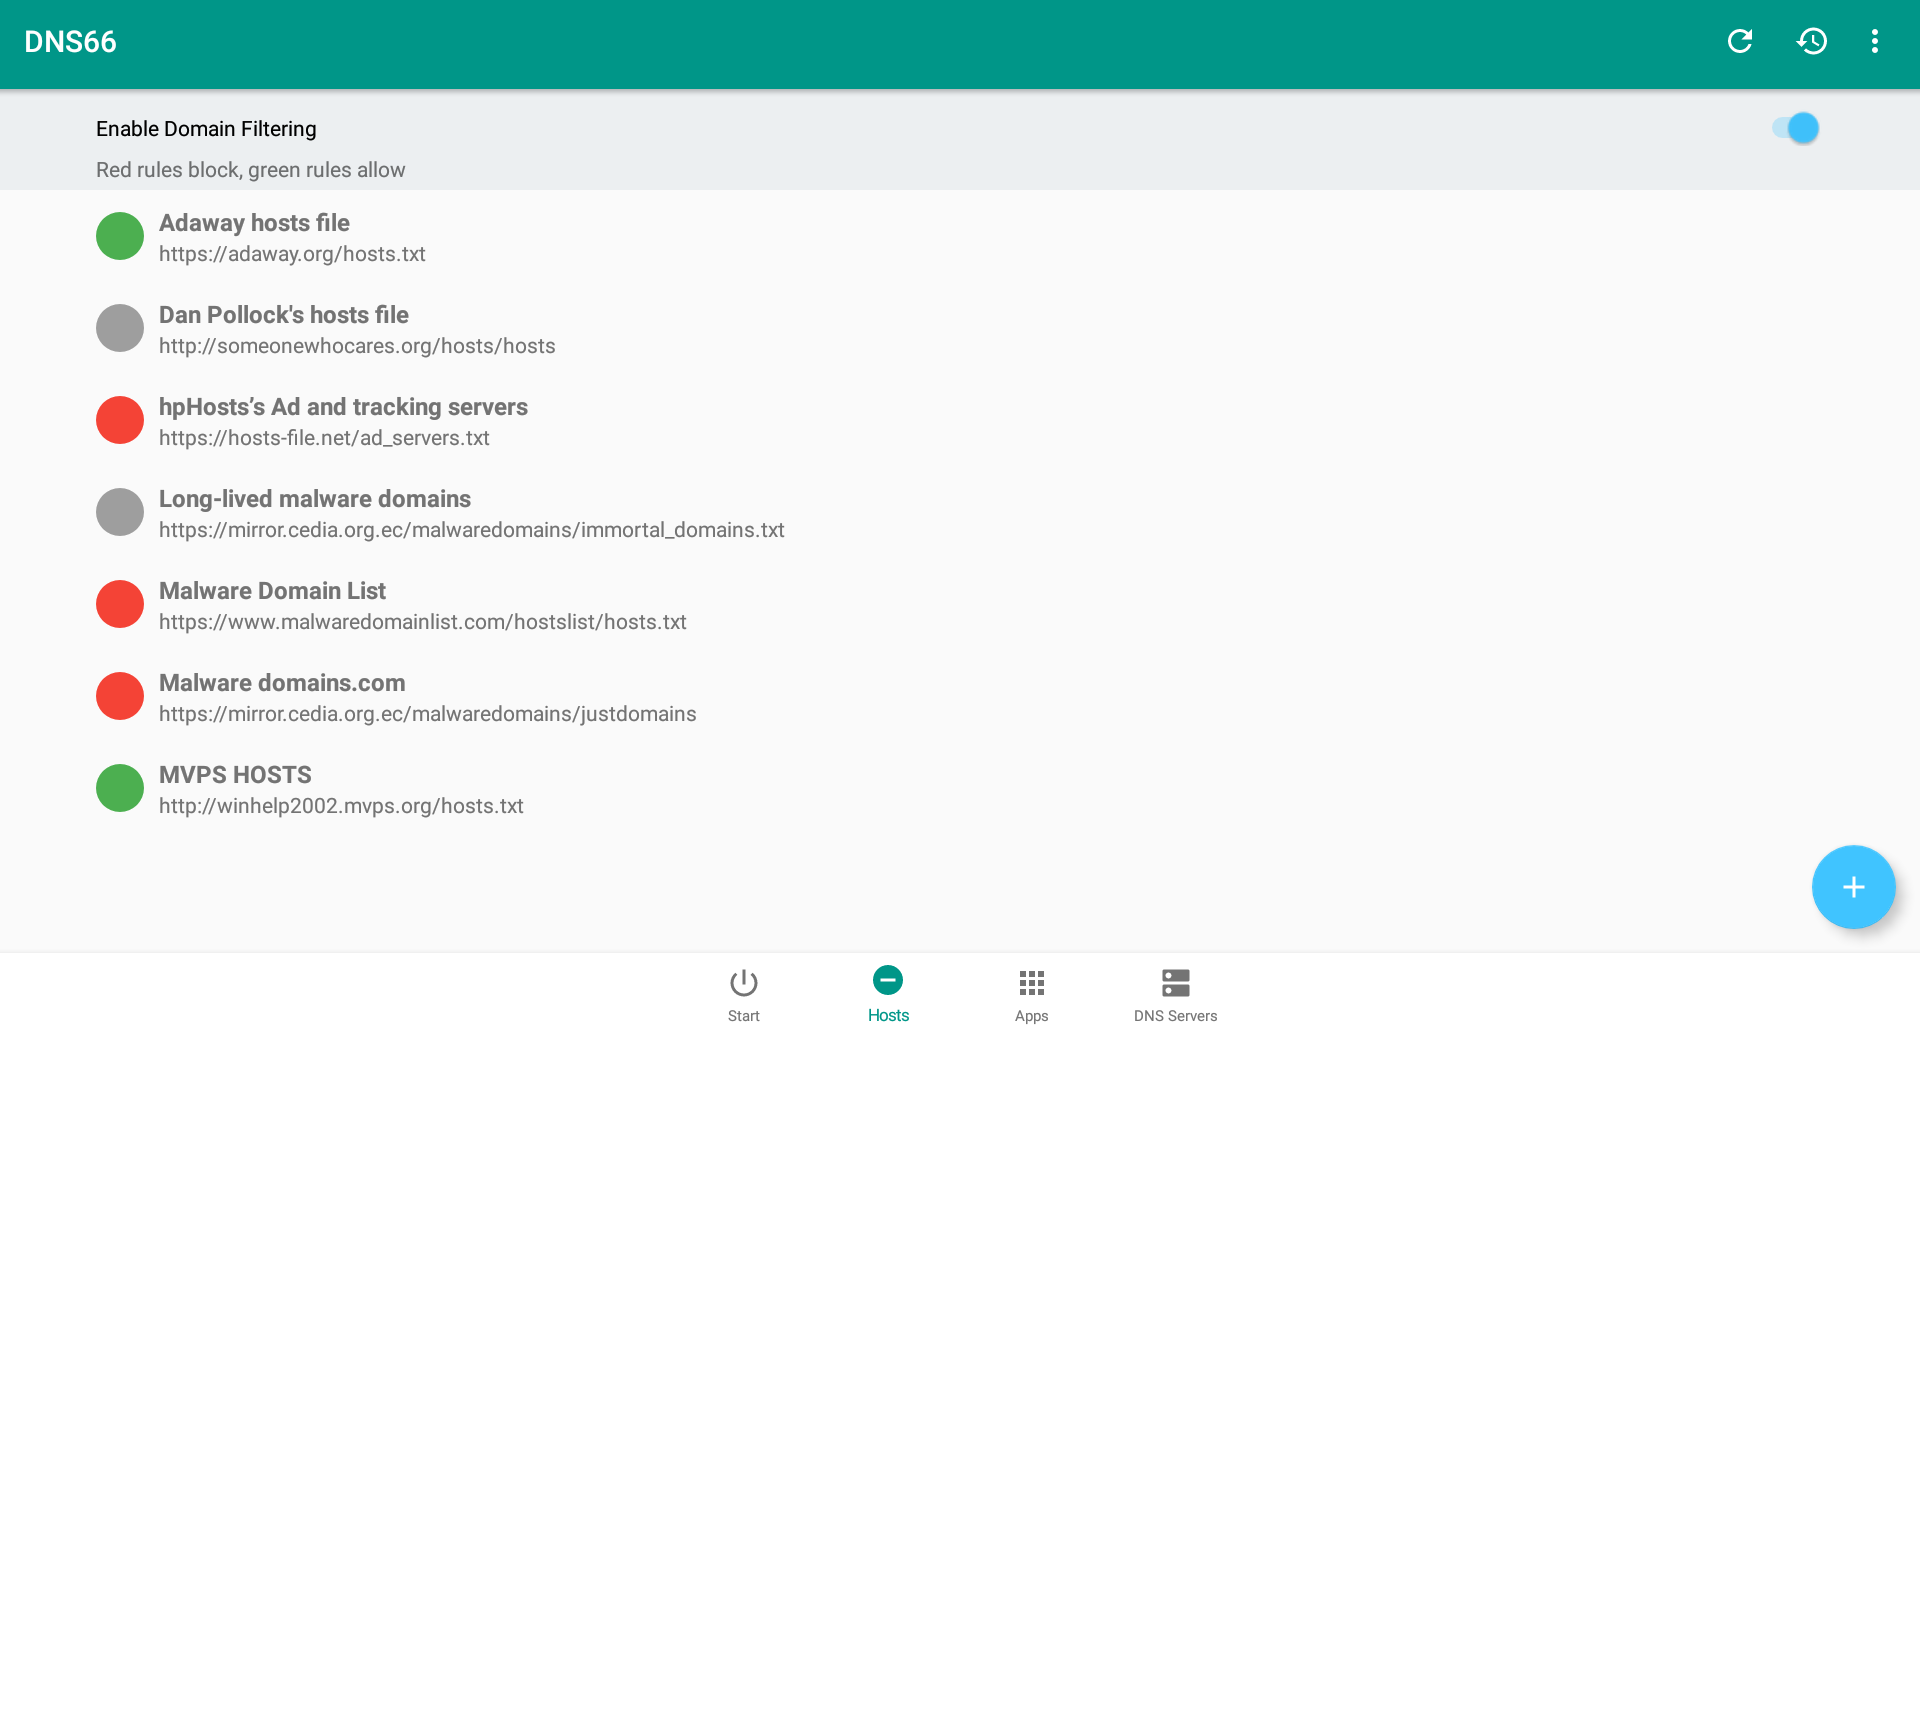 DNS66
Enable Domain Filtering
Red rules block, green rules allow
Adaway hosts file
https://adaway.org/hosts.txt
Dan Pollock's hosts file
http://someonewhocares.org/hosts/hosts
hpHosts’s Ad and tracking servers
https://hosts-file.net/ad_servers.txt
Long-lived malware domains
https://mirror.cedia.org.ec/malwaredomains/immortal_domains.txt
Malware Domain List
https://www.malwaredomainlist.com/hostslist/hosts.txt
Malware domains.com
https://mirror.cedia.org.ec/malwaredomains/justdomains
MVPS HOSTS
http://winhelp2002.mvps.org/hosts.txt
Start
Hosts
Apps
DNS Servers